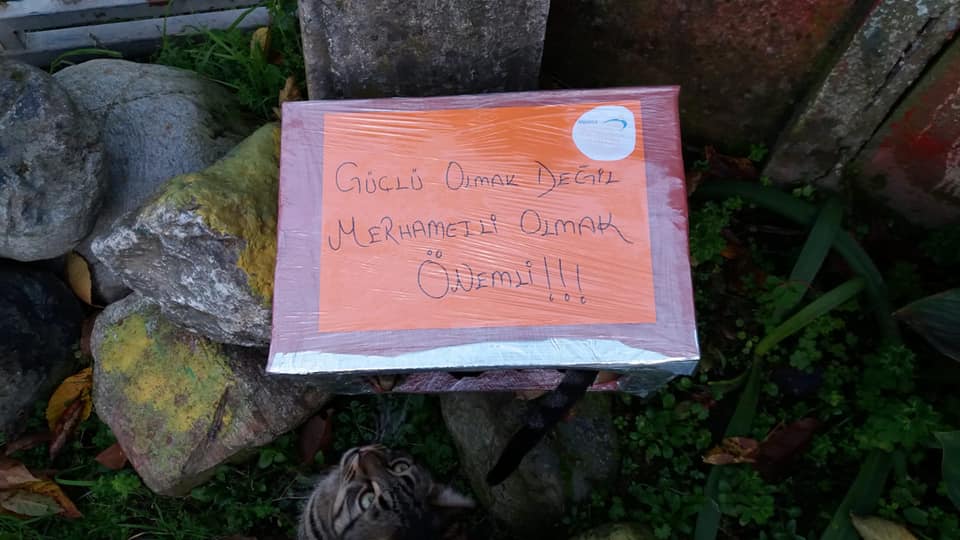 GÜÇLÜ OLMAK DEĞİL
MERHAMETLİ OLMAK
ÖNEMLİ!!!